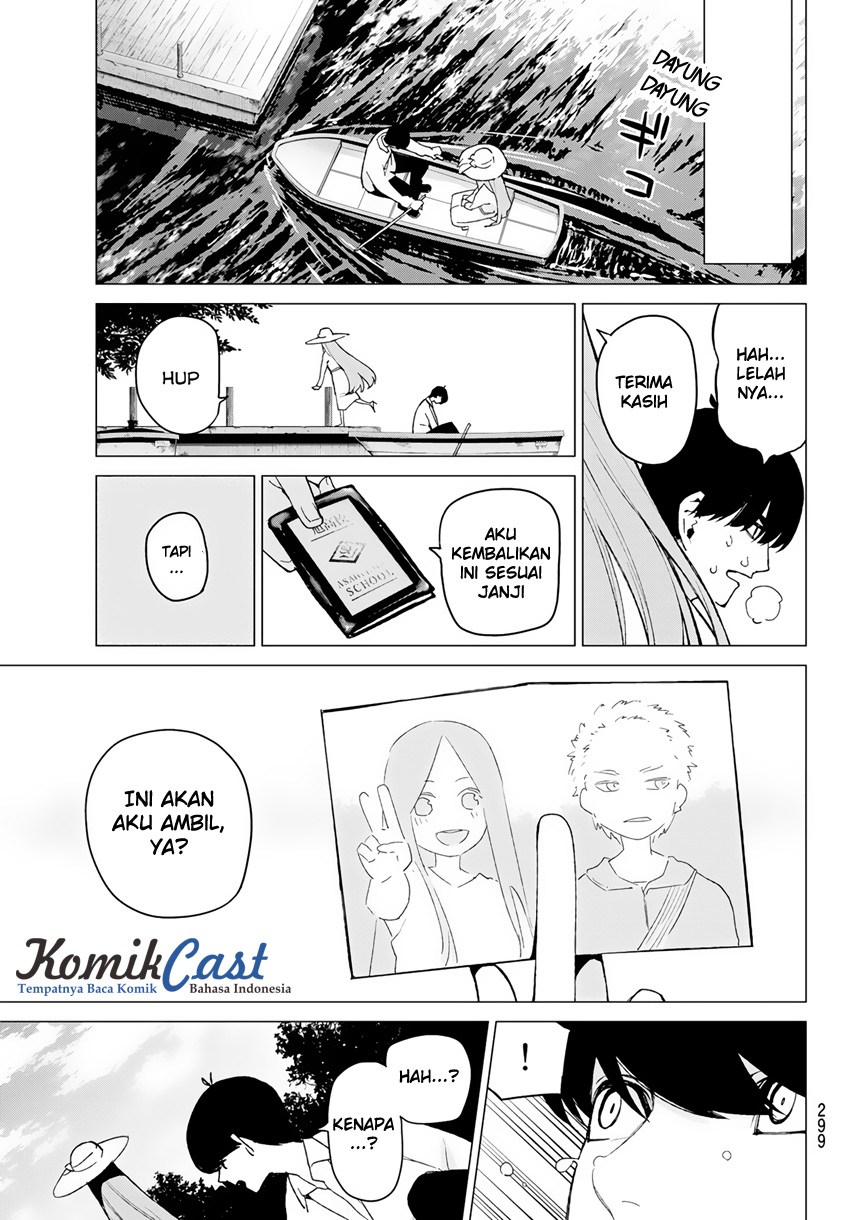 DAYUNG
DAYUNG
ギコ
HAH...
LELAH
NYA...
TERIMA
KASIH
HUP
AKU
KEMBALIKAN
INI SESUAI
JANJI
SCHOOL
TAPI
...
INI AKAN
AKU AMBIL,
YA?
KomikCast
Tempatnya Baca Komik Bahasa Indonesia
!
HAH...?
KENAPA
...?
299